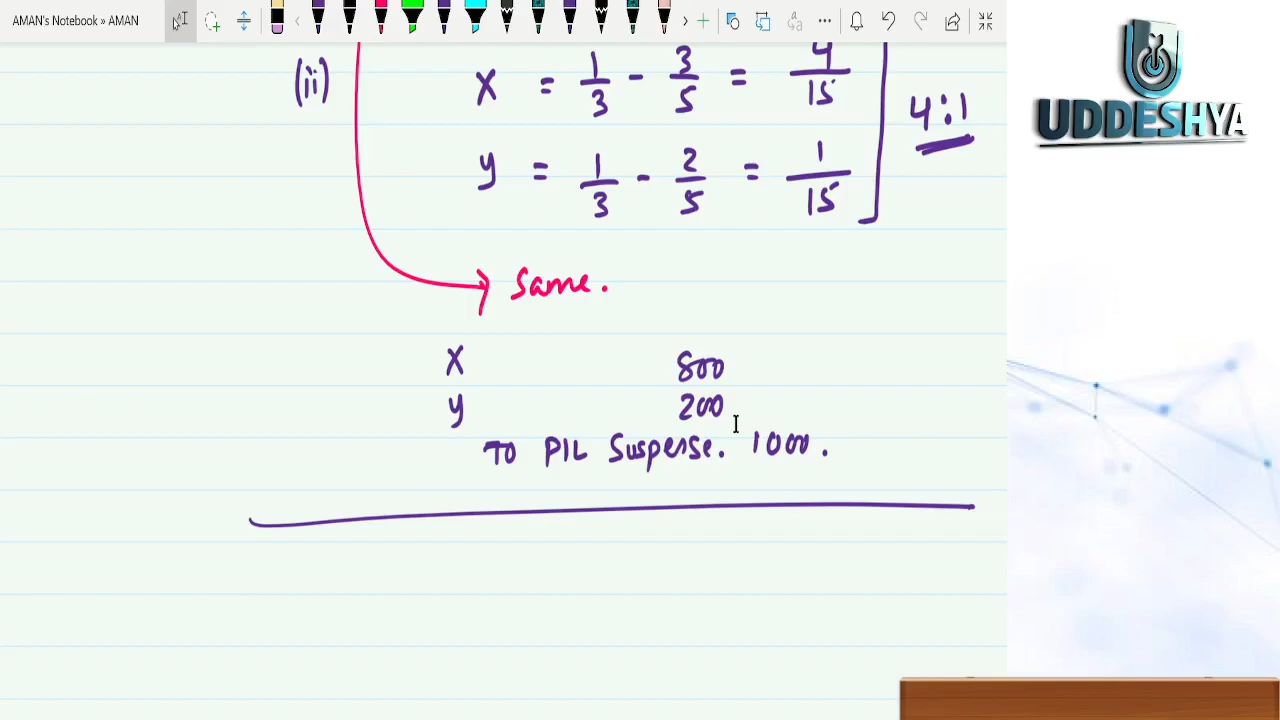 AMAN's Notebook » AMAN
UDDESHYA
(ii) X = 1/3 - 3/5 = 4/15
4:1
y = 1/3 - 2/5 = 1/15
Same.
X 800
y 200
TO P/L Suspense. 1000.